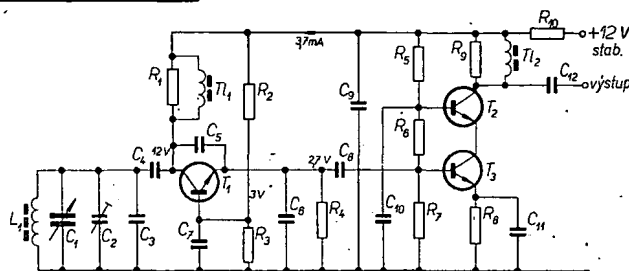 3,7mA
R10
+12 V
stab.
R1
Tl1
R2
C9
R5
R9
Tl2
C12
výstup
T2
C5
R6
C4
12V
T1
2,7 V
C8
T3
L1
C1
C2
C3
C7
3V
R3
C6
R4
C10
R7
R8
C11